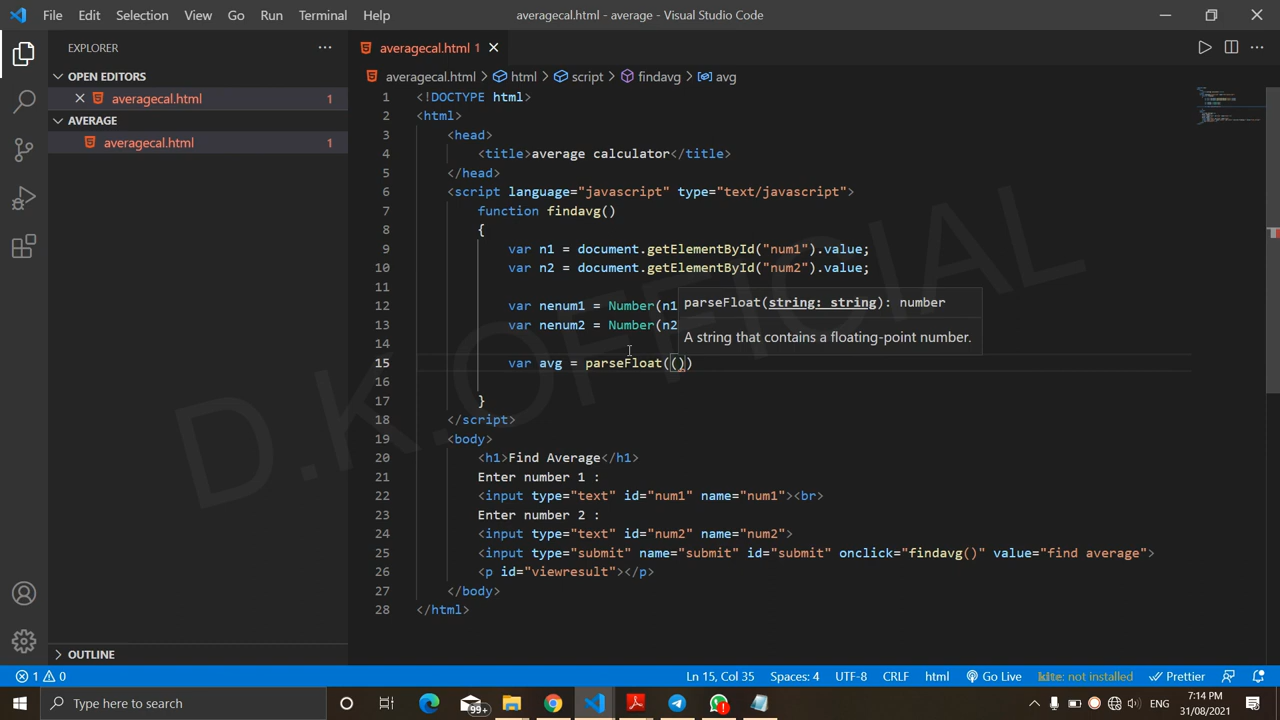 File Edit Selection View Go Run Terminal Help averagecal.html - average - Visual Studio Code
EXPLORER
OPEN EDITORS
averagecal.html 1
AVERAGE
averagecal.html 1
OUTLINE
averagecal.html 1
averagecal.html > html > script > findavg > avg
1 <!DOCTYPE html>
2 <html>
3 <head>
4 <title>average calculator</title>
5 </head>
6 <script language="javascript" type="text/javascript">
7 function findavg()
8 {
9 var n1 = document.getElementById("num1").value;
10 var n2 = document.getElementById("num2").value;
11
12 var nenum1 = Number(n1
13 var nenum2 = Number(n2
parseFloat(string: string): number
A string that contains a floating-point number.
14
15 var avg = parseFloat(())
16
17 }
18 </script>
19 <body>
20 <h1>Find Average</h1>
21 Enter number 1 :
22 <input type="text" id="num1" name="num1"><br>
23 Enter number 2 :
24 <input type="text" id="num2" name="num2">
25 <input type="submit" name="submit" id="submit" onclick="findavg()" value="find average">
26 <p id="viewresult"></p>
27 </body>
28 </html>
D.K.OFFICIAL
1 0 Ln 15, Col 35 Spaces: 4 UTF-8 CRLF html Go Live kite: not installed Prettier
Type here to search
99+
ENG
7:14 PM
31/08/2021